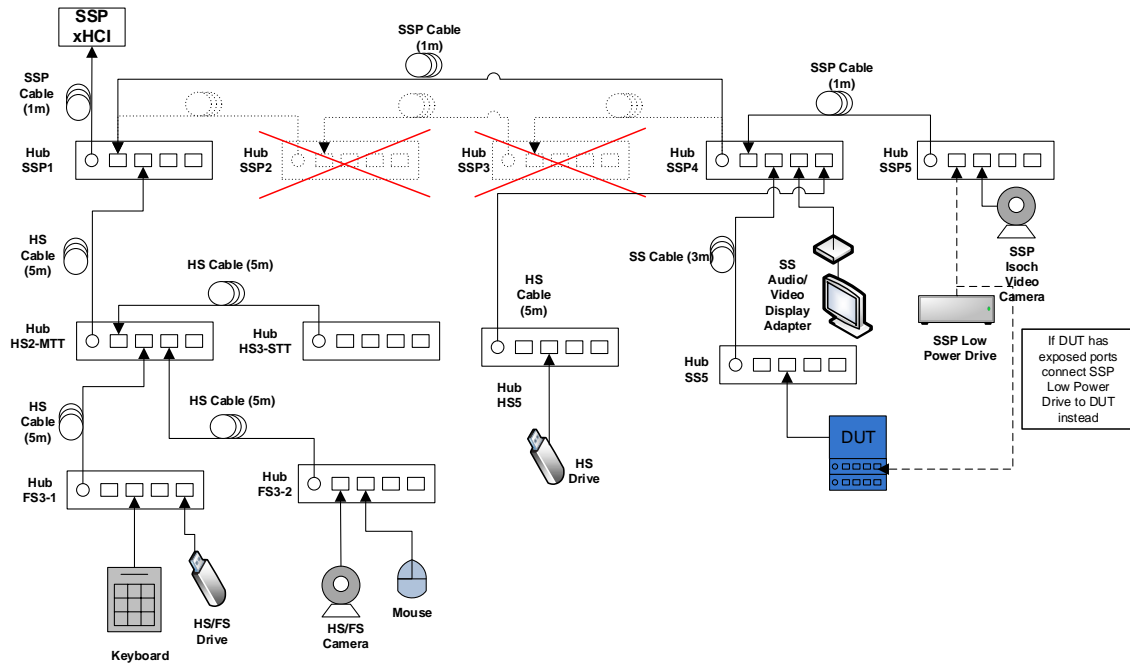 SSP
xHCI
SSP
Cable
(1m)
SSP Cable
(1m)
SSP Cable
(1m)
Hub
SSP1
Hub
SSP2
Hub
SSP3
Hub
SSP4
Hub
SSP5
HS
Cable
(5m)
HS Cable (5m)
HS
Cable
(5m)
SS Cable (3m)
SS
Audio/
Video
Display
Adapter
SSP
Isoch
Video
Camera
SSP Low
Power Drive
If DUT has
exposed ports
connect SSP
Low Power
Drive to DUT
instead
Hub
HS2-MTT
Hub
HS3-STT
Hub
HS5
Hub
SS5
HS
Cable
(5m)
HS Cable (5m)
HS
Drive
DUT
Hub
FS3-1
Hub
FS3-2
Keyboard
HS/FS
Drive
HS/FS
Camera
Mouse